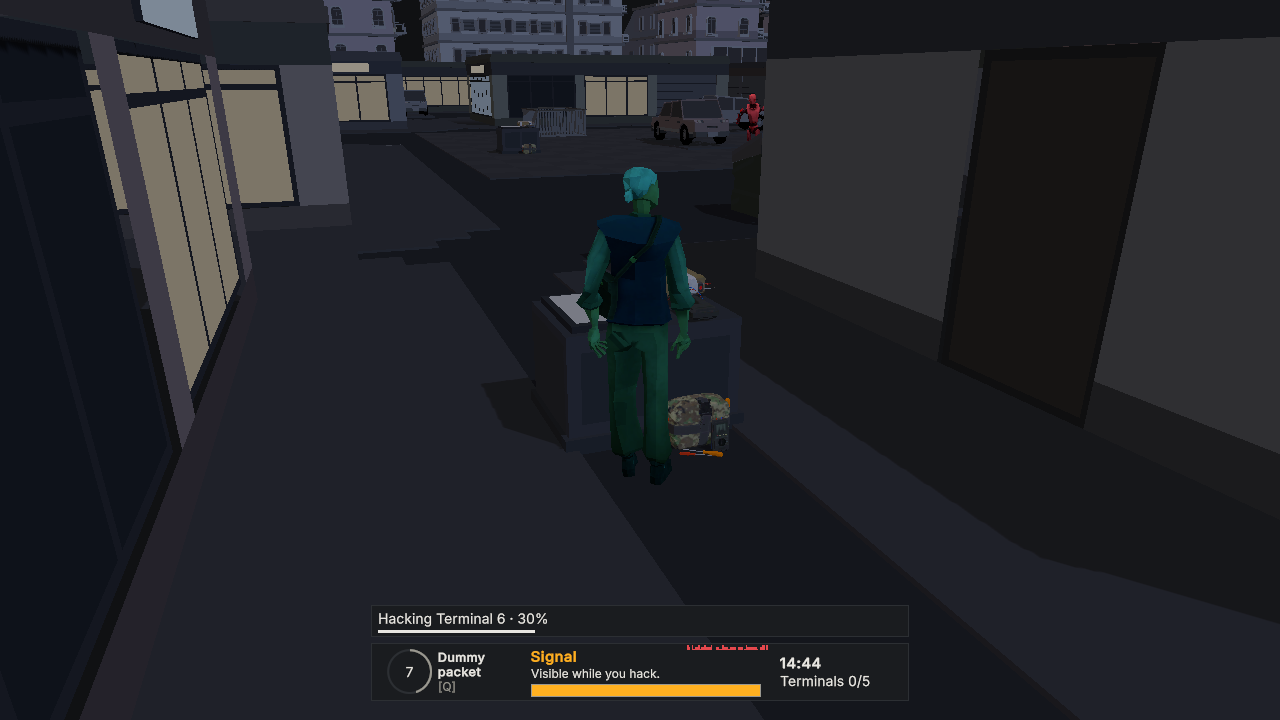 Hacking Terminal 6 · 30%
7
Dummy packet
[Q]
Signal
Visible while you hack.
14:44
Terminals 0/5